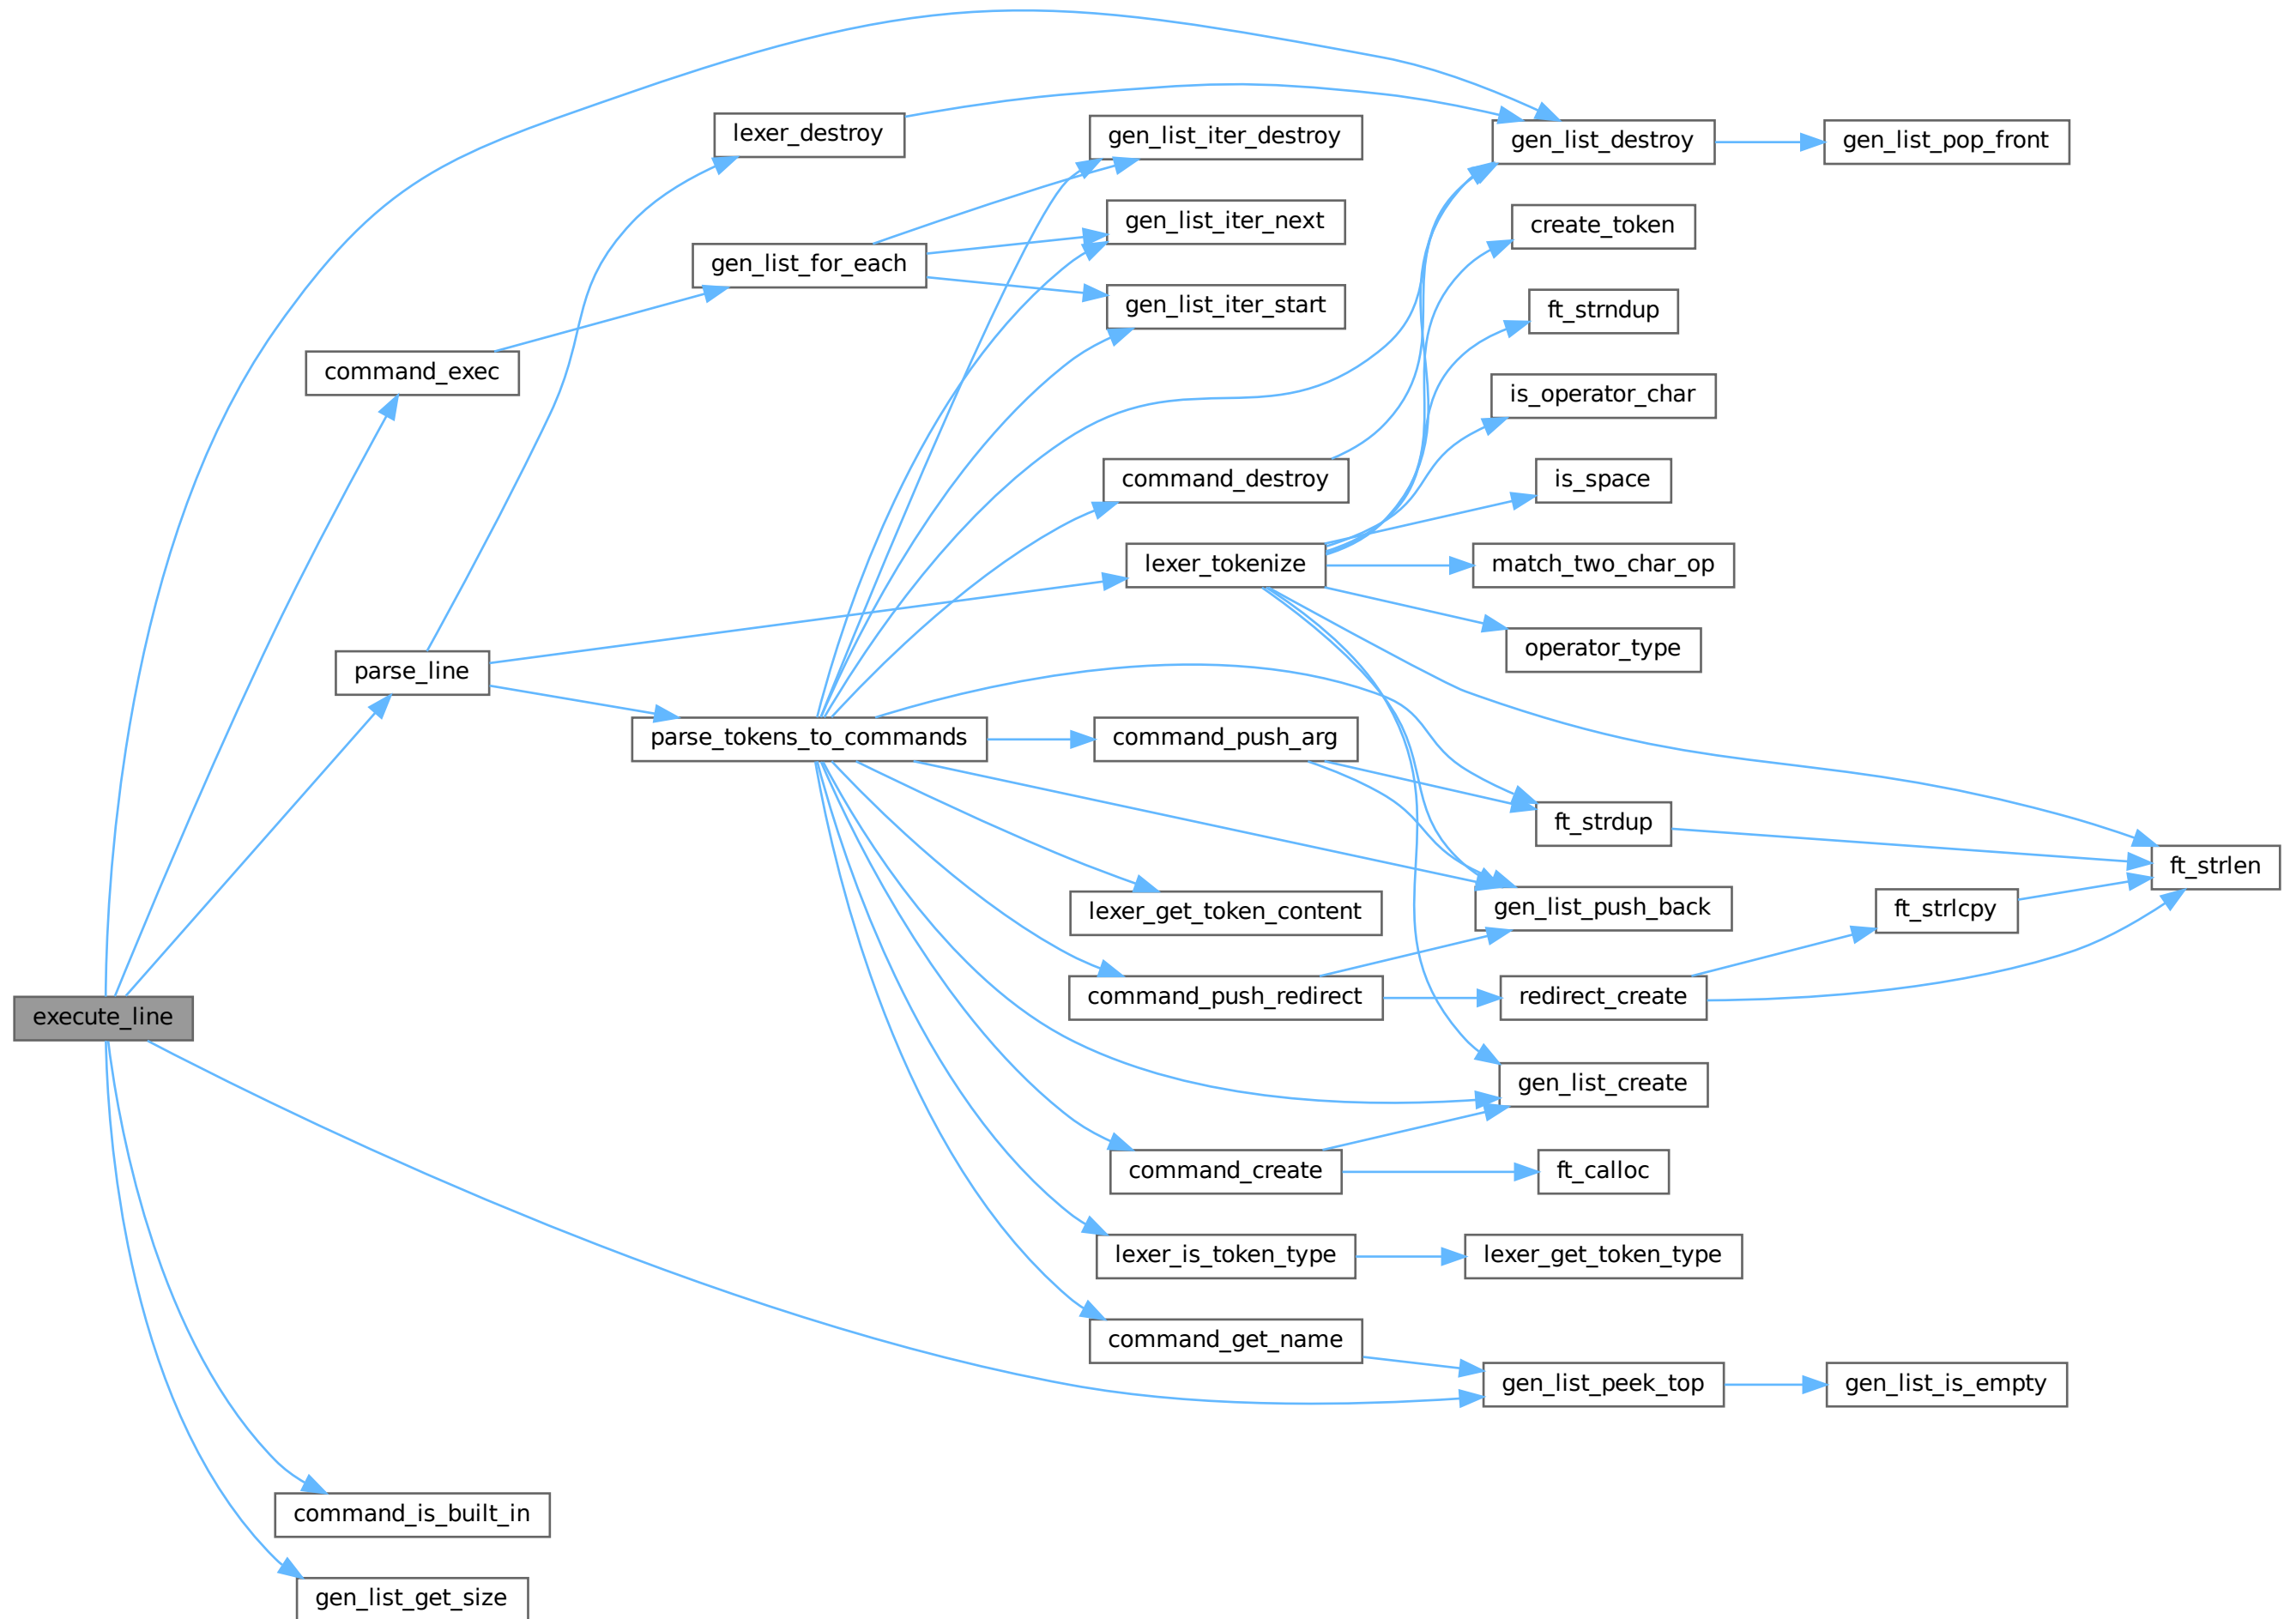 execute_line
command_exec
parse_line
command_is_built_in
gen_list_get_size
lexer_destroy
gen_list_for_each
parse_tokens_to_commands
gen_list_iter_destroy
gen_list_iter_next
gen_list_iter_start
command_destroy
lexer_tokenize
command_push_arg
lexer_get_token_content
command_push_redirect
command_create
lexer_is_token_type
command_get_name
gen_list_destroy
create_token
ft_strndup
is_operator_char
is_space
match_two_char_op
operator_type
ft_strdup
gen_list_push_back
redirect_create
gen_list_create
ft_calloc
lexer_get_token_type
gen_list_peek_top
gen_list_pop_front
ft_strlcpy
gen_list_is_empty
ft_strlen